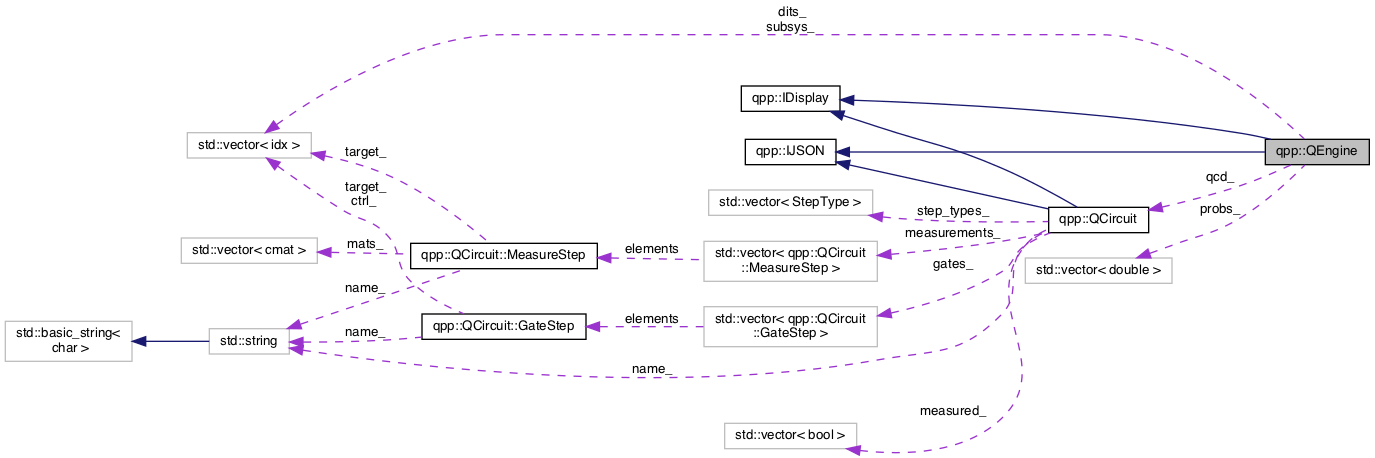 dits_
subsys_
qpp::IDisplay
std::vector< idx >
target_
qpp::IJSON
qpp::QEngine
qcd_
target_
ctrl_
std::vector< StepType >
step_types_
qpp::QCircuit
probs_
measurements_
std::vector< cmat >
mats_
qpp::QCircuit::MeasureStep
elements
std::vector< qpp::QCircuit
::MeasureStep >
gates_
std::vector< double >
name_
std::basic_string<
char >
std::string
name_
qpp::QCircuit::GateStep
elements
std::vector< qpp::QCircuit
::GateStep >
name_
measured_
std::vector< bool >